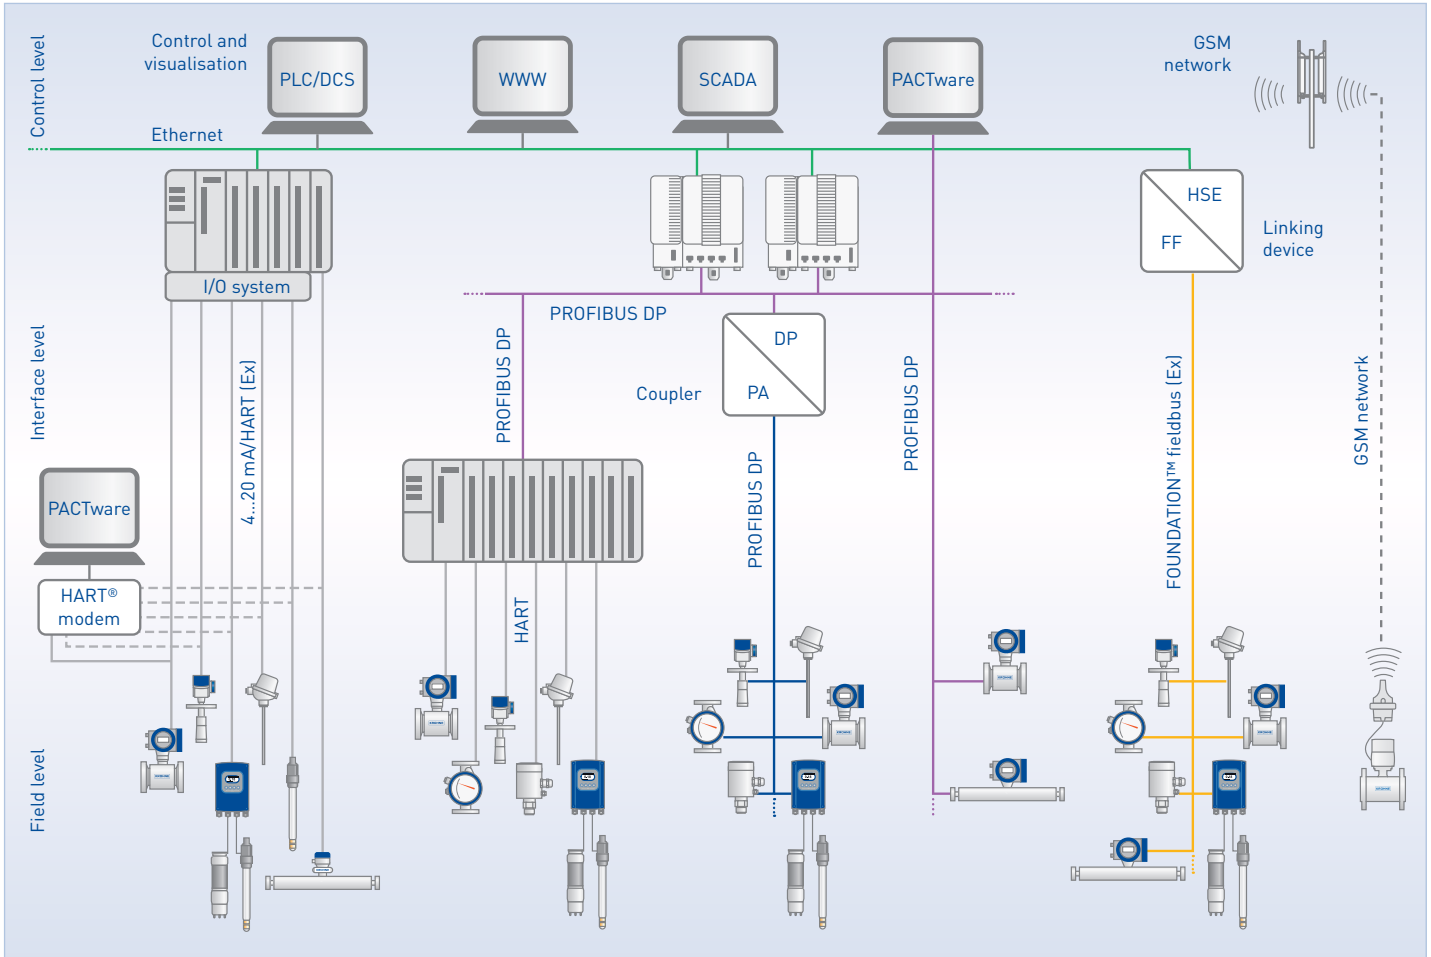 Control level
Control and
visualisation
PLC/DCS
WWW
SCADA
PACTware
GSM
network
Ethernet
HSE
FF
Linking
device
I/O system
Interface level
PROFIBUS DP
PROFIBUS DP
DP
PA
Coupler
4...20 mA/HART (Ex)
PROFIBUS DP
PROFIBUS DP
FOUNDATION™ fieldbus (Ex)
GSM network
PACTware
HART®
modem
HART
Field level